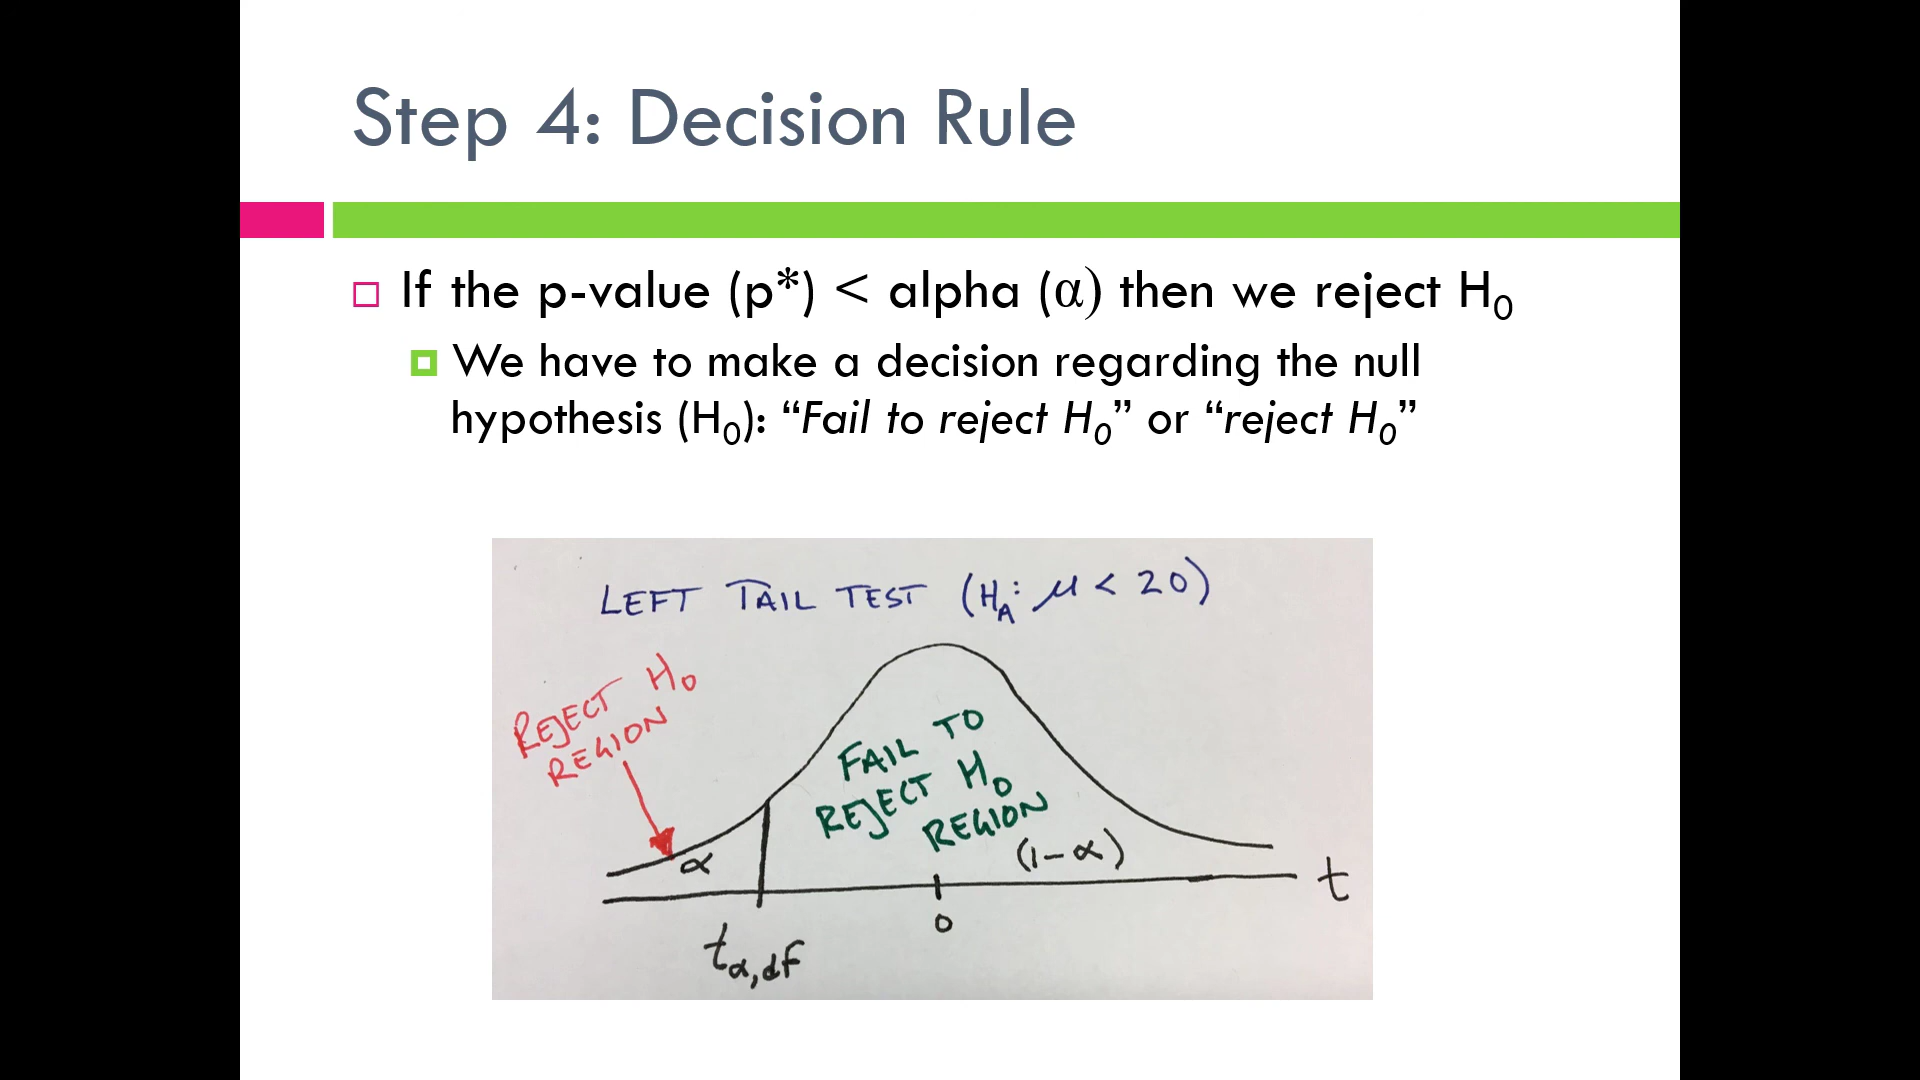 Step 4: Decision Rule
If the p-value (p*) < alpha (α) then we reject H₀
We have to make a decision regarding the null
hypothesis (H₀): “Fail to reject H₀” or “reject H₀”
LEFT TAIL TEST (H_A: μ < 20)
REJECT H₀
REGION
FAIL TO
REJECT H₀
REGION
α
(1-α)
t
0
t_α,df